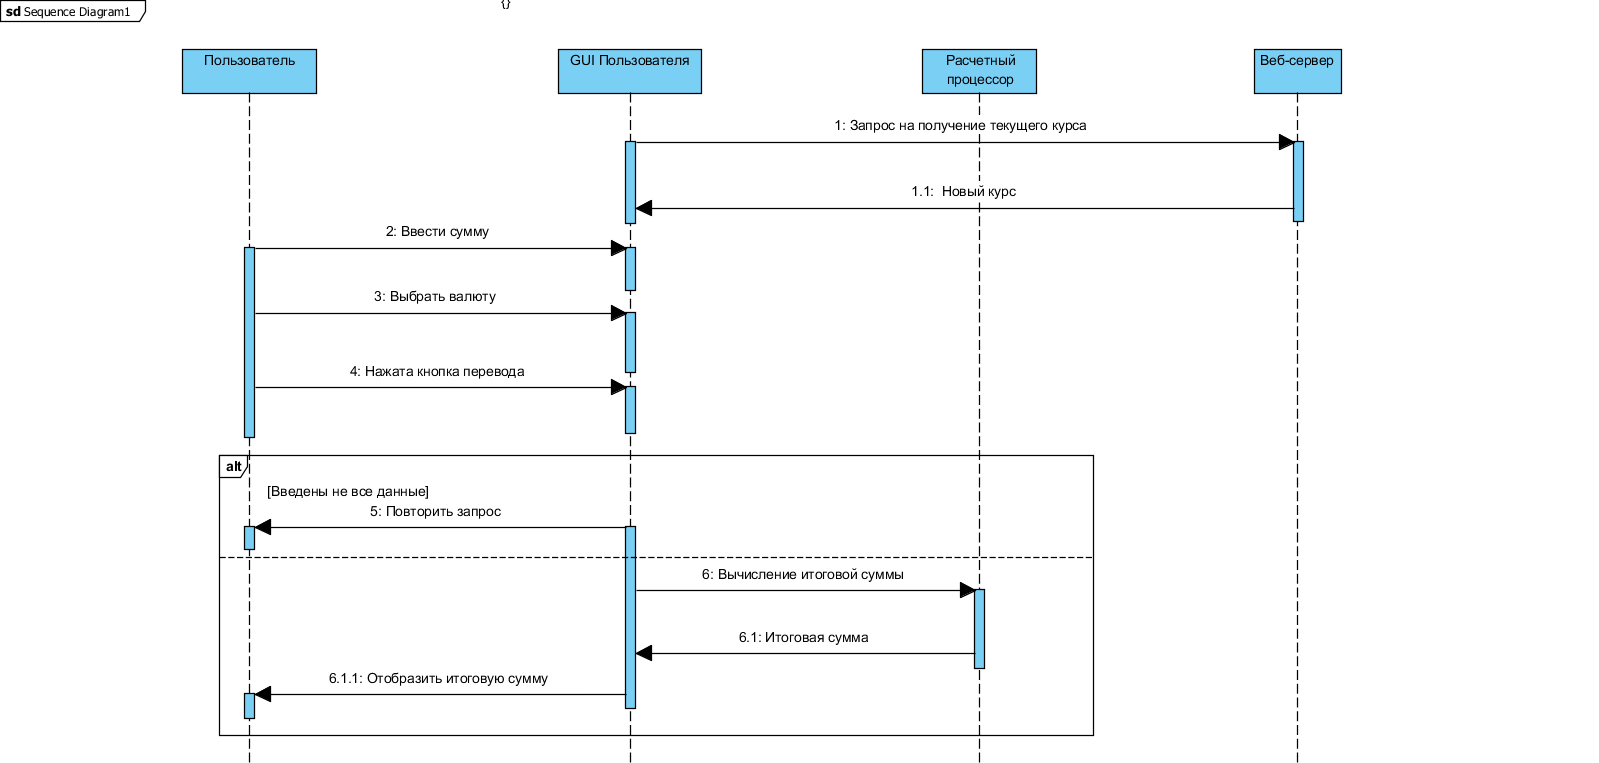 sd Sequence Diagram1
{}
Пользователь
GUI Пользователя
Расчетный
процессор
Веб-сервер
1: Запрос на получение текущего курса
1.1: Новый курс
2: Ввести сумму
3: Выбрать валюту
4: Нажата кнопка перевода
alt
[Введены не все данные]
5: Повторить запрос
6: Вычисление итоговой суммы
6.1: Итоговая сумма
6.1.1: Отобразить итоговую сумму